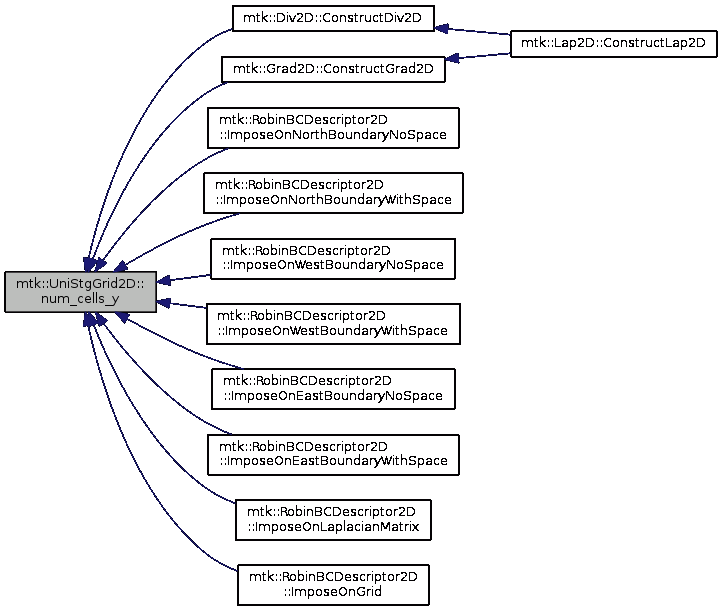 mtk::Div2D::ConstructDiv2D
mtk::Lap2D::ConstructLap2D
mtk::Grad2D::ConstructGrad2D
mtk::RobinBCDescriptor2D
::ImposeOnNorthBoundaryNoSpace
mtk::RobinBCDescriptor2D
::ImposeOnNorthBoundaryWithSpace
mtk::RobinBCDescriptor2D
::ImposeOnWestBoundaryNoSpace
mtk::UniStgGrid2D::
num_cells_y
mtk::RobinBCDescriptor2D
::ImposeOnWestBoundaryWithSpace
mtk::RobinBCDescriptor2D
::ImposeOnEastBoundaryNoSpace
mtk::RobinBCDescriptor2D
::ImposeOnEastBoundaryWithSpace
mtk::RobinBCDescriptor2D
::ImposeOnLaplacianMatrix
mtk::RobinBCDescriptor2D
::ImposeOnGrid